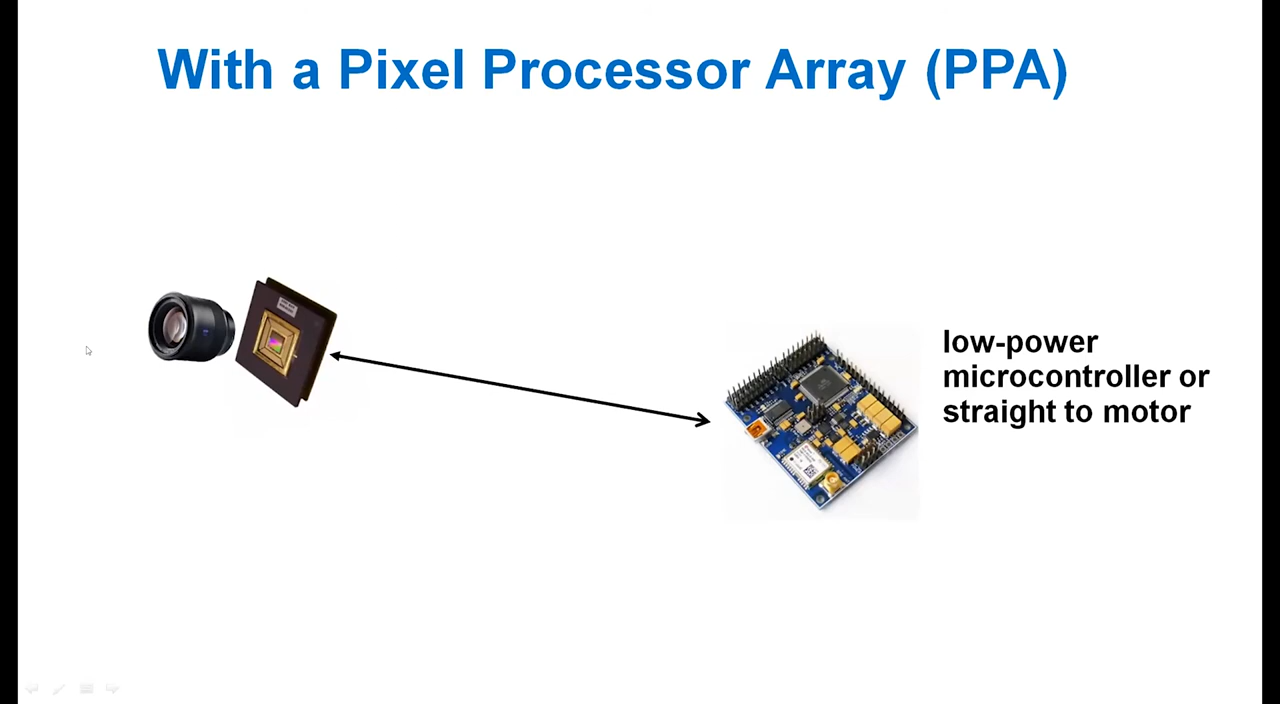 With a Pixel Processor Array (PPA)
low-power
microcontroller or
straight to motor